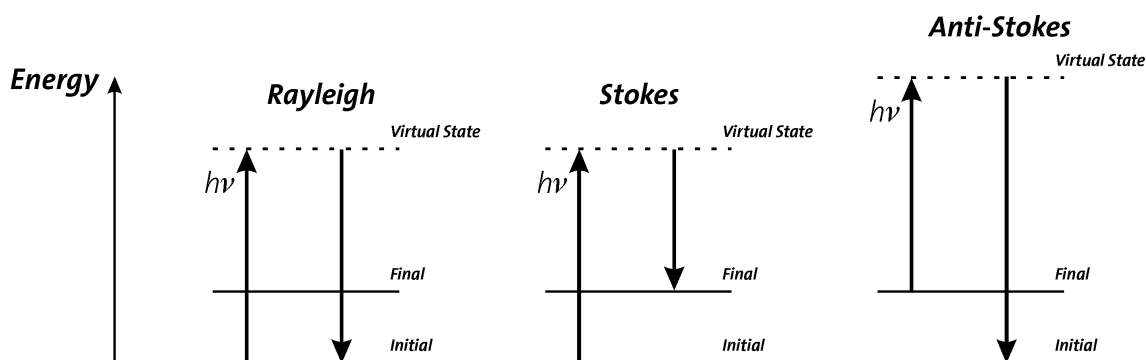 Anti-Stokes
Virtual State
Energy
Rayleigh
Stokes
Virtual State
Virtual State
hν
hν
hν
Final
Final
Final
Initial
Initial
Initial